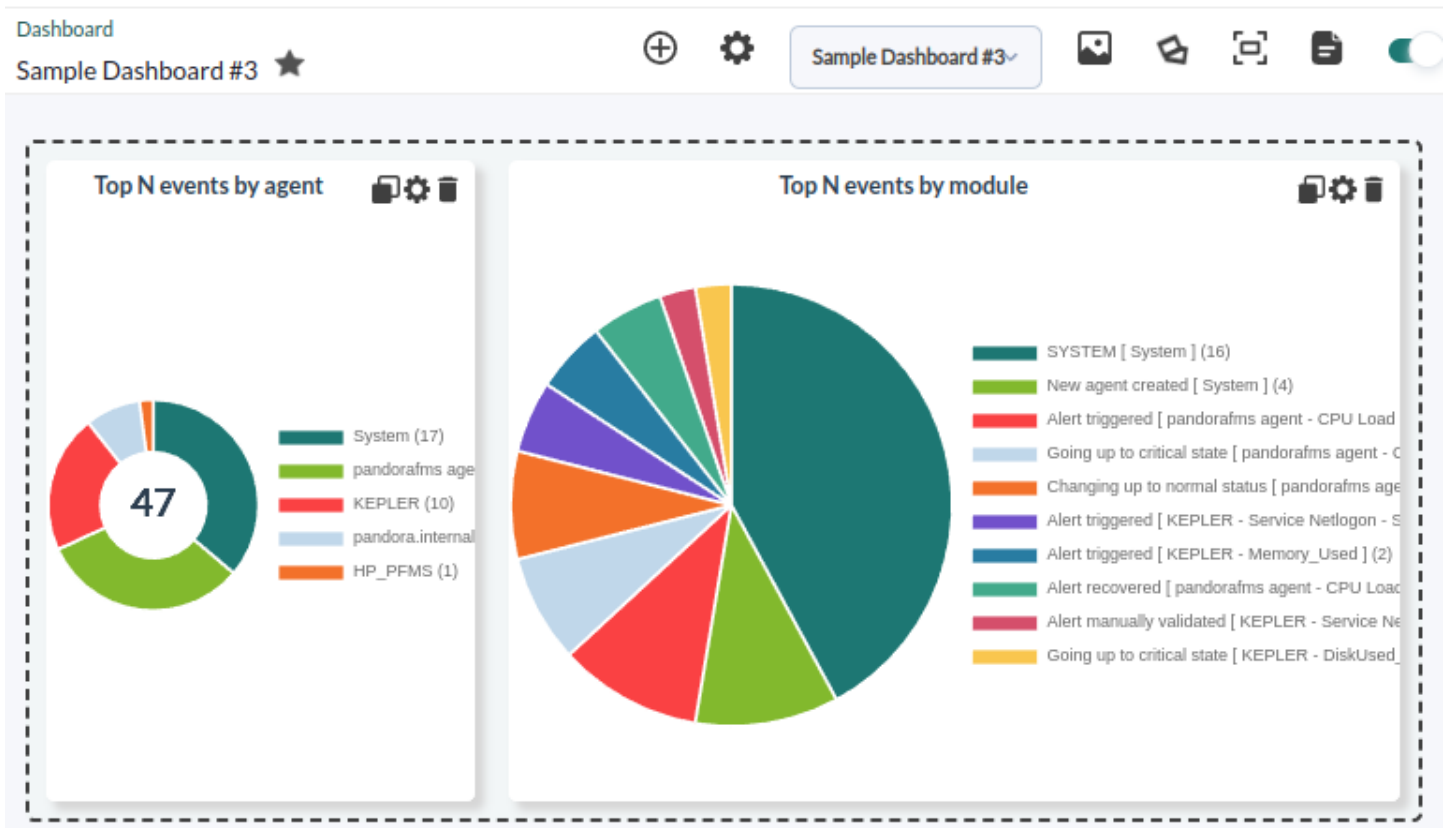 Dashboard
Sample Dashboard #3
Sample Dashboard #3
Top N events by agent
47
System (17)
pandorafms age
KEPLER (10)
pandora.internal
HP_PFMS (1)
Top N events by module
SYSTEM [ System ] (16)
New agent created [ System ] (4)
Alert triggered [ pandorafms agent - CPU Load
Going up to critical state [ pandorafms agent - C
Changing up to normal status [ pandorafms age
Alert triggered [ KEPLER - Service Netlogon - S
Alert triggered [ KEPLER - Memory_Used ] (2)
Alert recovered [ pandorafms agent - CPU Load
Alert manually validated [ KEPLER - Service Ne
Going up to critical state [ KEPLER - DiskUsed_